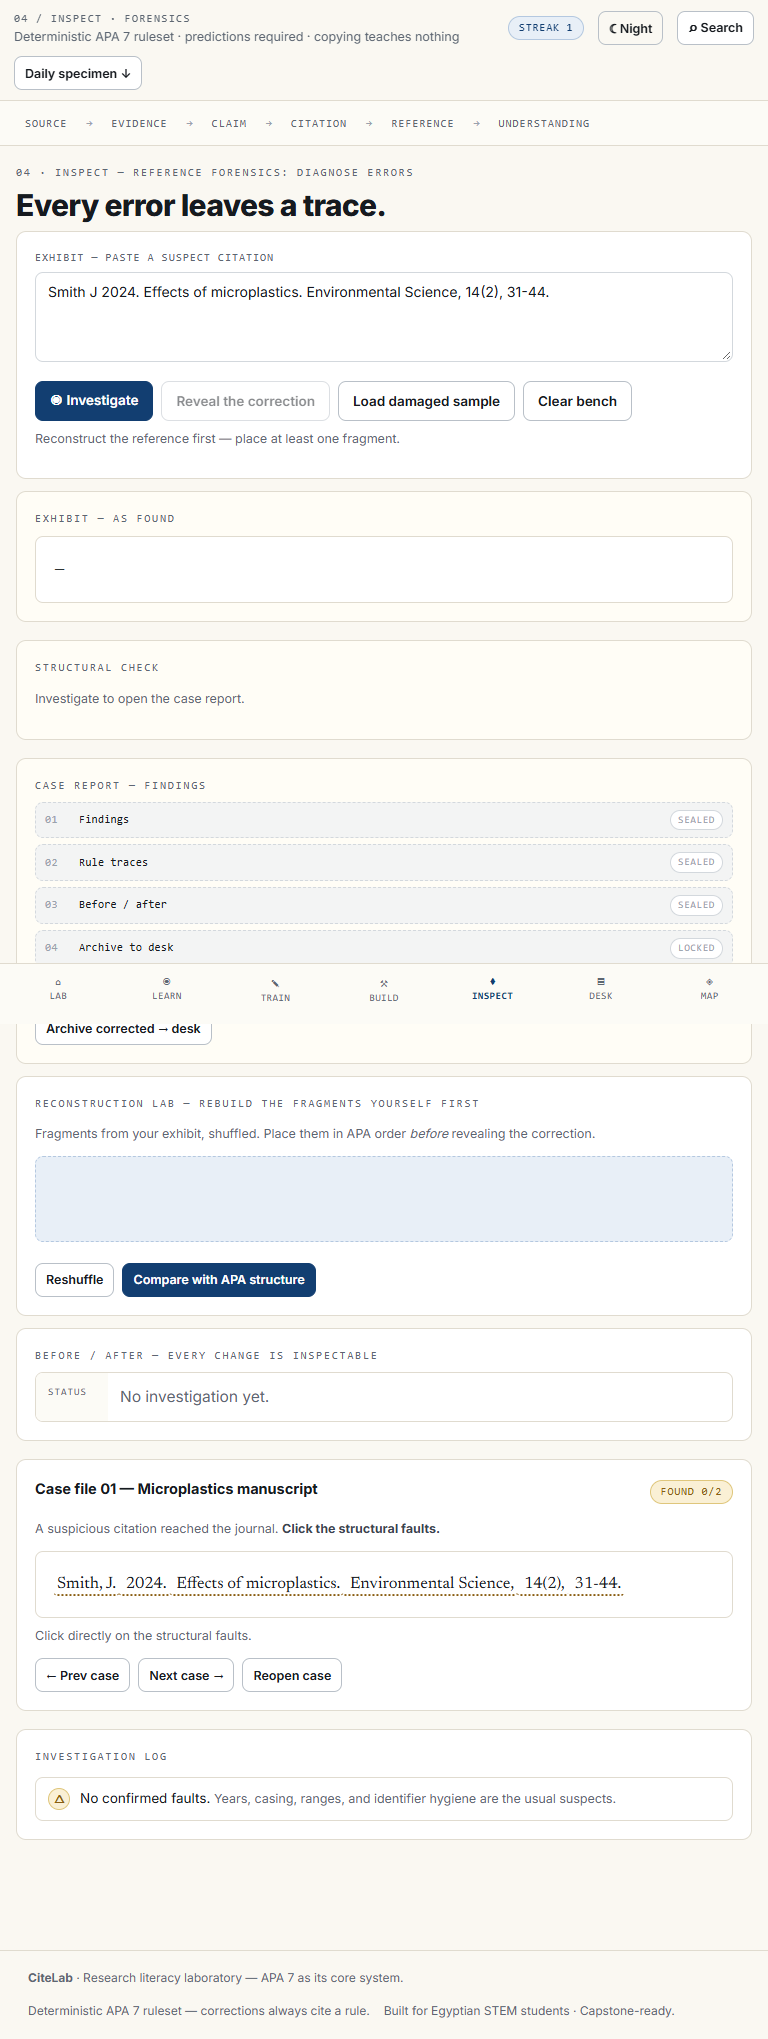 04 / INSPECT · FORENSICS
Deterministic APA 7 ruleset · predictions required · copying teaches nothing
STREAK 1
☾ Night
⌕ Search
Daily specimen ↓
SOURCE → EVIDENCE → CLAIM → CITATION → REFERENCE → UNDERSTANDING
04 · INSPECT — REFERENCE FORENSICS: DIAGNOSE ERRORS
Every error leaves a trace.
EXHIBIT — PASTE A SUSPECT CITATION
Smith J 2024. Effects of microplastics. Environmental Science, 14(2), 31-44.
Investigate
Reveal the correction
Load damaged sample
Clear bench
Reconstruct the reference first — place at least one fragment.
EXHIBIT — AS FOUND
—
STRUCTURAL CHECK
Investigate to open the case report.
CASE REPORT — FINDINGS
01 Findings SEALED
02 Rule traces SEALED
03 Before / after SEALED
04 Archive to desk LOCKED
LAB
LEARN
TRAIN
BUILD
INSPECT
DESK
MAP
Archive corrected → desk
RECONSTRUCTION LAB — REBUILD THE FRAGMENTS YOURSELF FIRST
Fragments from your exhibit, shuffled. Place them in APA order before revealing the correction.
Reshuffle
Compare with APA structure
BEFORE / AFTER — EVERY CHANGE IS INSPECTABLE
STATUS No investigation yet.
Case file 01 — Microplastics manuscript
FOUND 0/2
A suspicious citation reached the journal. Click the structural faults.
Smith, J. 2024. Effects of microplastics. Environmental Science, 14(2), 31-44.
Click directly on the structural faults.
← Prev case
Next case →
Reopen case
INVESTIGATION LOG
No confirmed faults. Years, casing, ranges, and identifier hygiene are the usual suspects.
CiteLab · Research literacy laboratory — APA 7 as its core system.
Deterministic APA 7 ruleset — corrections always cite a rule. Built for Egyptian STEM students · Capstone-ready.